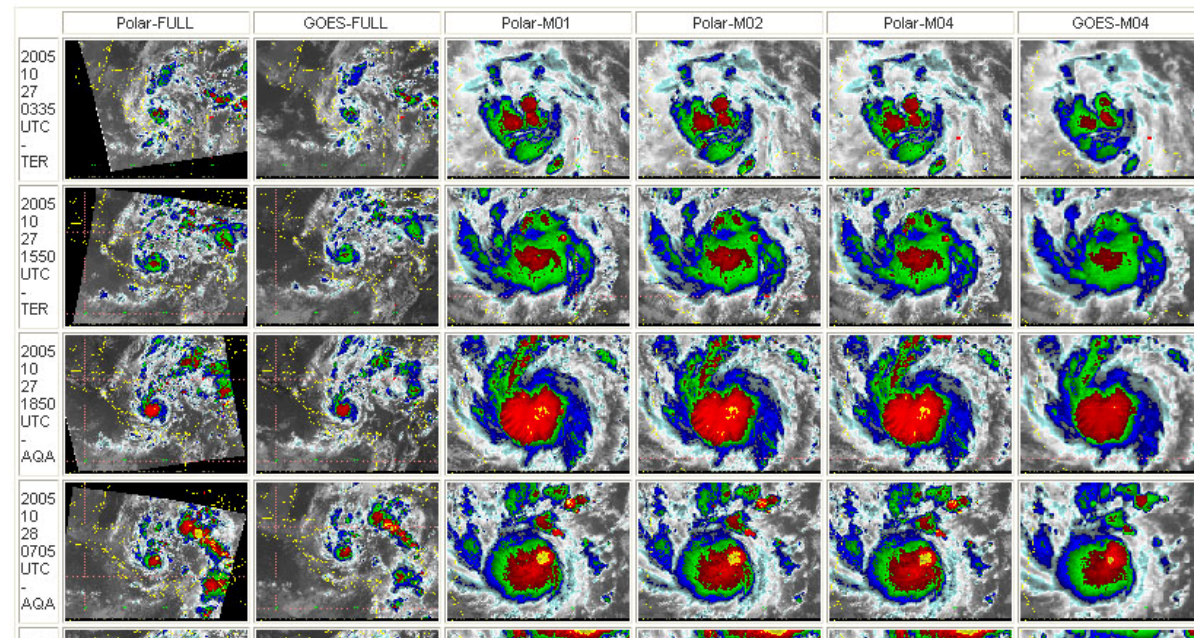 Polar-FULL GOES-FULL Polar-M01 Polar-M02 Polar-M04 GOES-M04
2005
10
27
0335
UTC
-
TER
2005
10
27
1550
UTC
-
TER
2005
10
27
1850
UTC
-
AQA
2005
10
28
0705
UTC
-
AQA